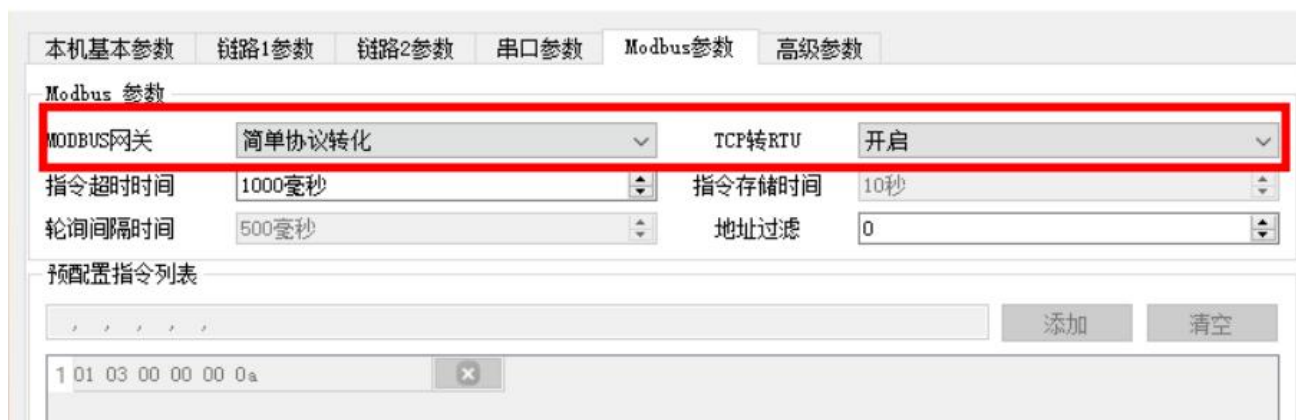 本机基本参数 链路1参数 链路2参数 串口参数 Modbus参数 高级参数
Modbus 参数
MODBUS网关 简单协议转化 TCP转RTU 开启
指令超时时间 1000毫秒 指令存储时间 10秒
轮询间隔时间 500毫秒 地址过滤 0
预配置指令列表
, , , , , 添加 清空
1 01 03 00 00 00 0a